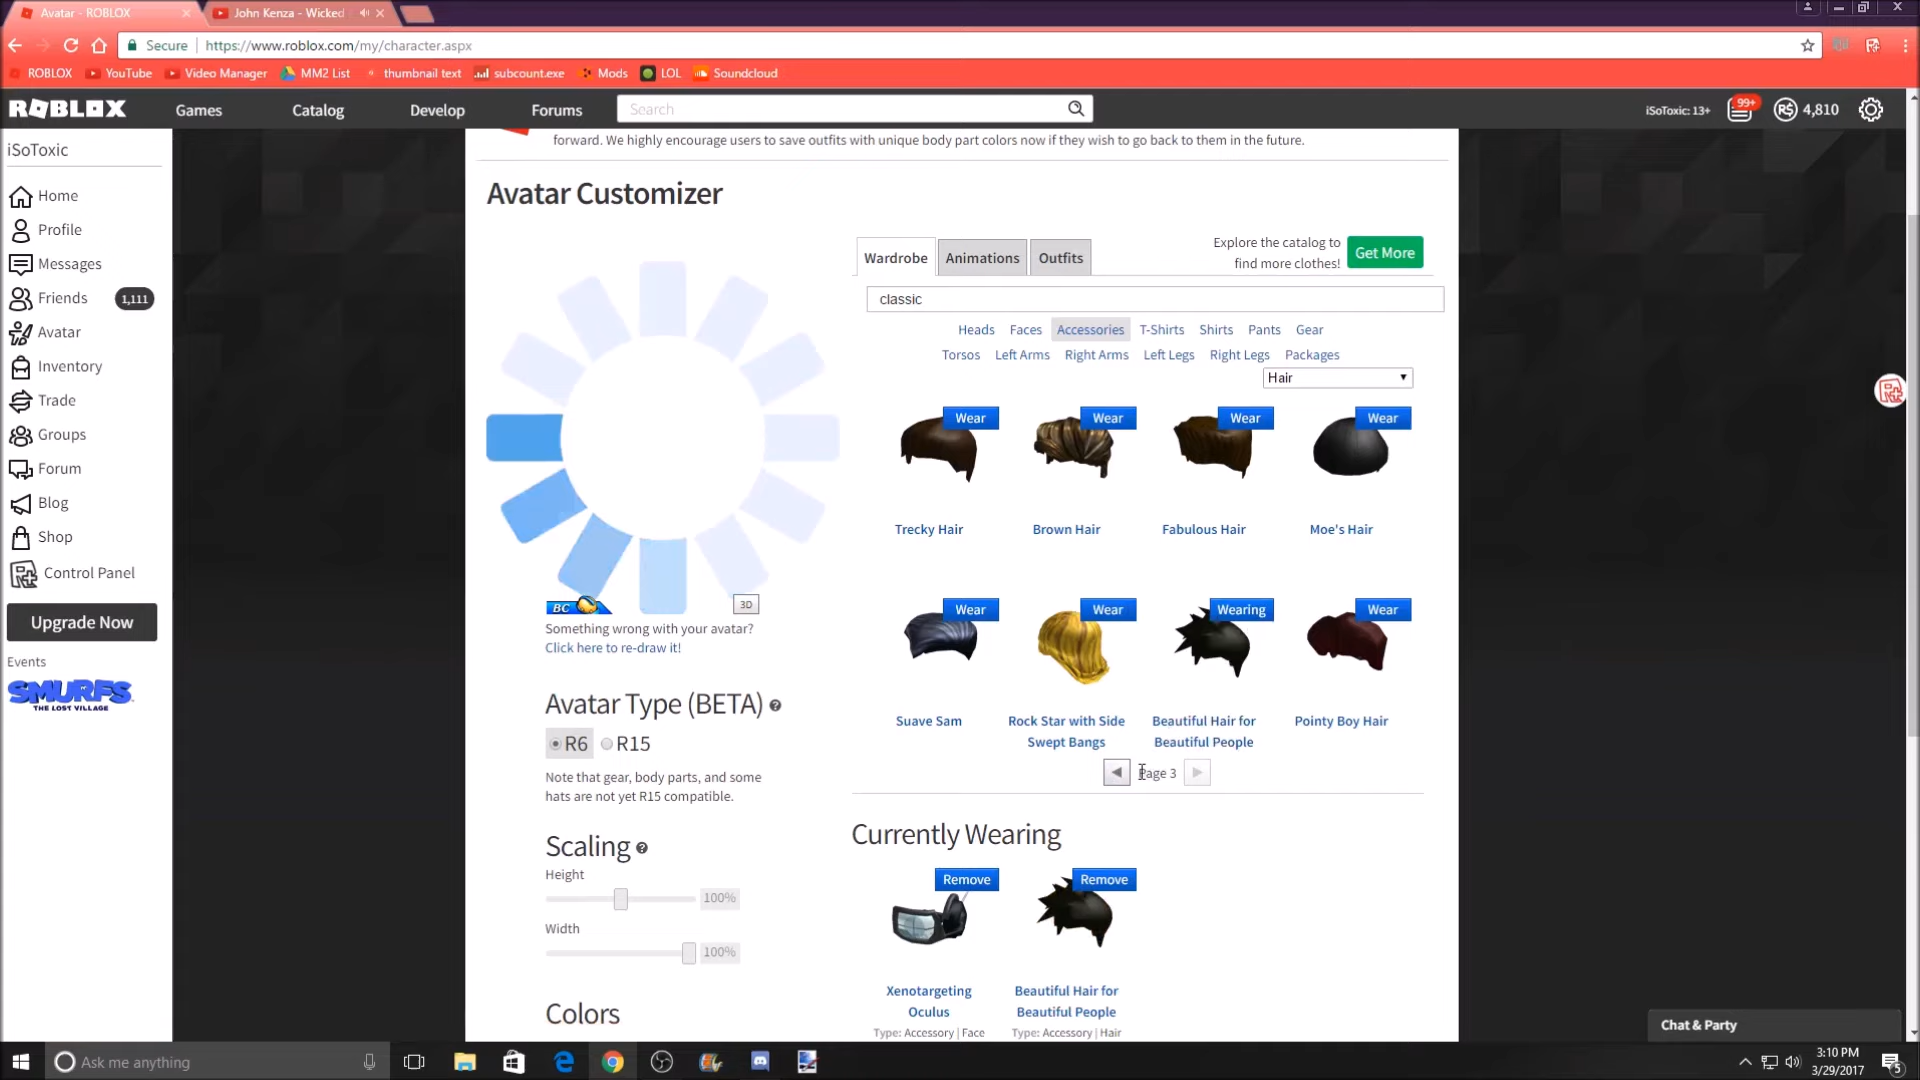 Avatar - ROBLOX
John Kenza - Wicked
Secure
https://www.roblox.com/my/character.aspx
ROBLOX
YouTube
Video Manager
MM2 List
thumbnail text
subcount.exe
Mods
LOL
Soundcloud
ROBLOX
Games
Catalog
Develop
Forums
Search
iSoToxic: 13+
99+
R$
4,810
iSoToxic
Home
Profile
Messages
Friends
1,111
Avatar
Inventory
Trade
Groups
Forum
Blog
Shop
Control Panel
Upgrade Now
Events
SMURFS
THE LOST VILLAGE
forward. We highly encourage users to save outfits with unique body part colors now if they wish to go back to them in the future.
Avatar Customizer
Wardrobe
Animations
Outfits
Explore the catalog to
find more clothes!
Get More
classic
Heads
Faces
Accessories
T-Shirts
Shirts
Pants
Gear
Torsos
Left Arms
Right Arms
Left Legs
Right Legs
Packages
Hair
Wear
Wear
Wear
Wear
Trecky Hair
Brown Hair
Fabulous Hair
Moe's Hair
Wear
Wear
Wearing
Wear
Suave Sam
Rock Star with Side
Swept Bangs
Beautiful Hair for
Beautiful People
Pointy Boy Hair
Page 3
BC
3D
Something wrong with your avatar?
Click here to re-draw it!
Avatar Type (BETA)
R6
R15
Note that gear, body parts, and some
hats are not yet R15 compatible.
Scaling
Height
100%
Width
100%
Colors
Currently Wearing
Remove
Remove
Xenotargeting
Oculus
Type: Accessory | Face
Beautiful Hair for
Beautiful People
Type: Accessory | Hair
Chat & Party
Ask me anything
3:10 PM
3/29/2017
5